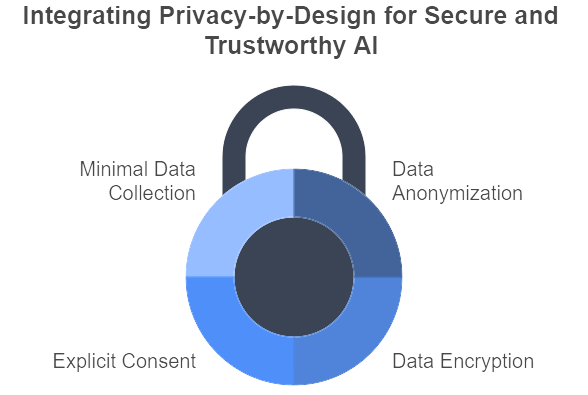 Integrating Privacy-by-Design for Secure and
Trustworthy AI
Minimal Data
Collection
Data
Anonymization
Explicit Consent
Data Encryption